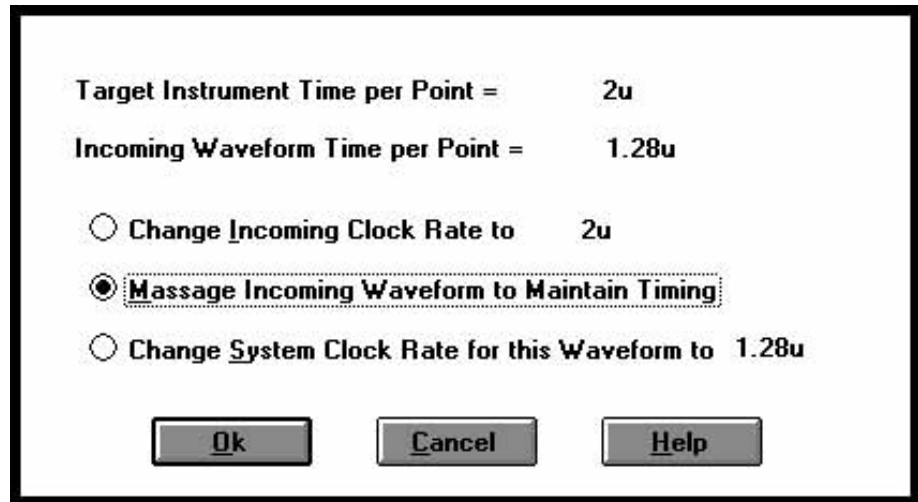 Target Instrument Time per Point = 2u
Incoming Waveform Time per Point = 1.28u
Change Incoming Clock Rate to 2u
Massage Incoming Waveform to Maintain Timing
Change System Clock Rate for this Waveform to 1.28u
Ok Cancel Help